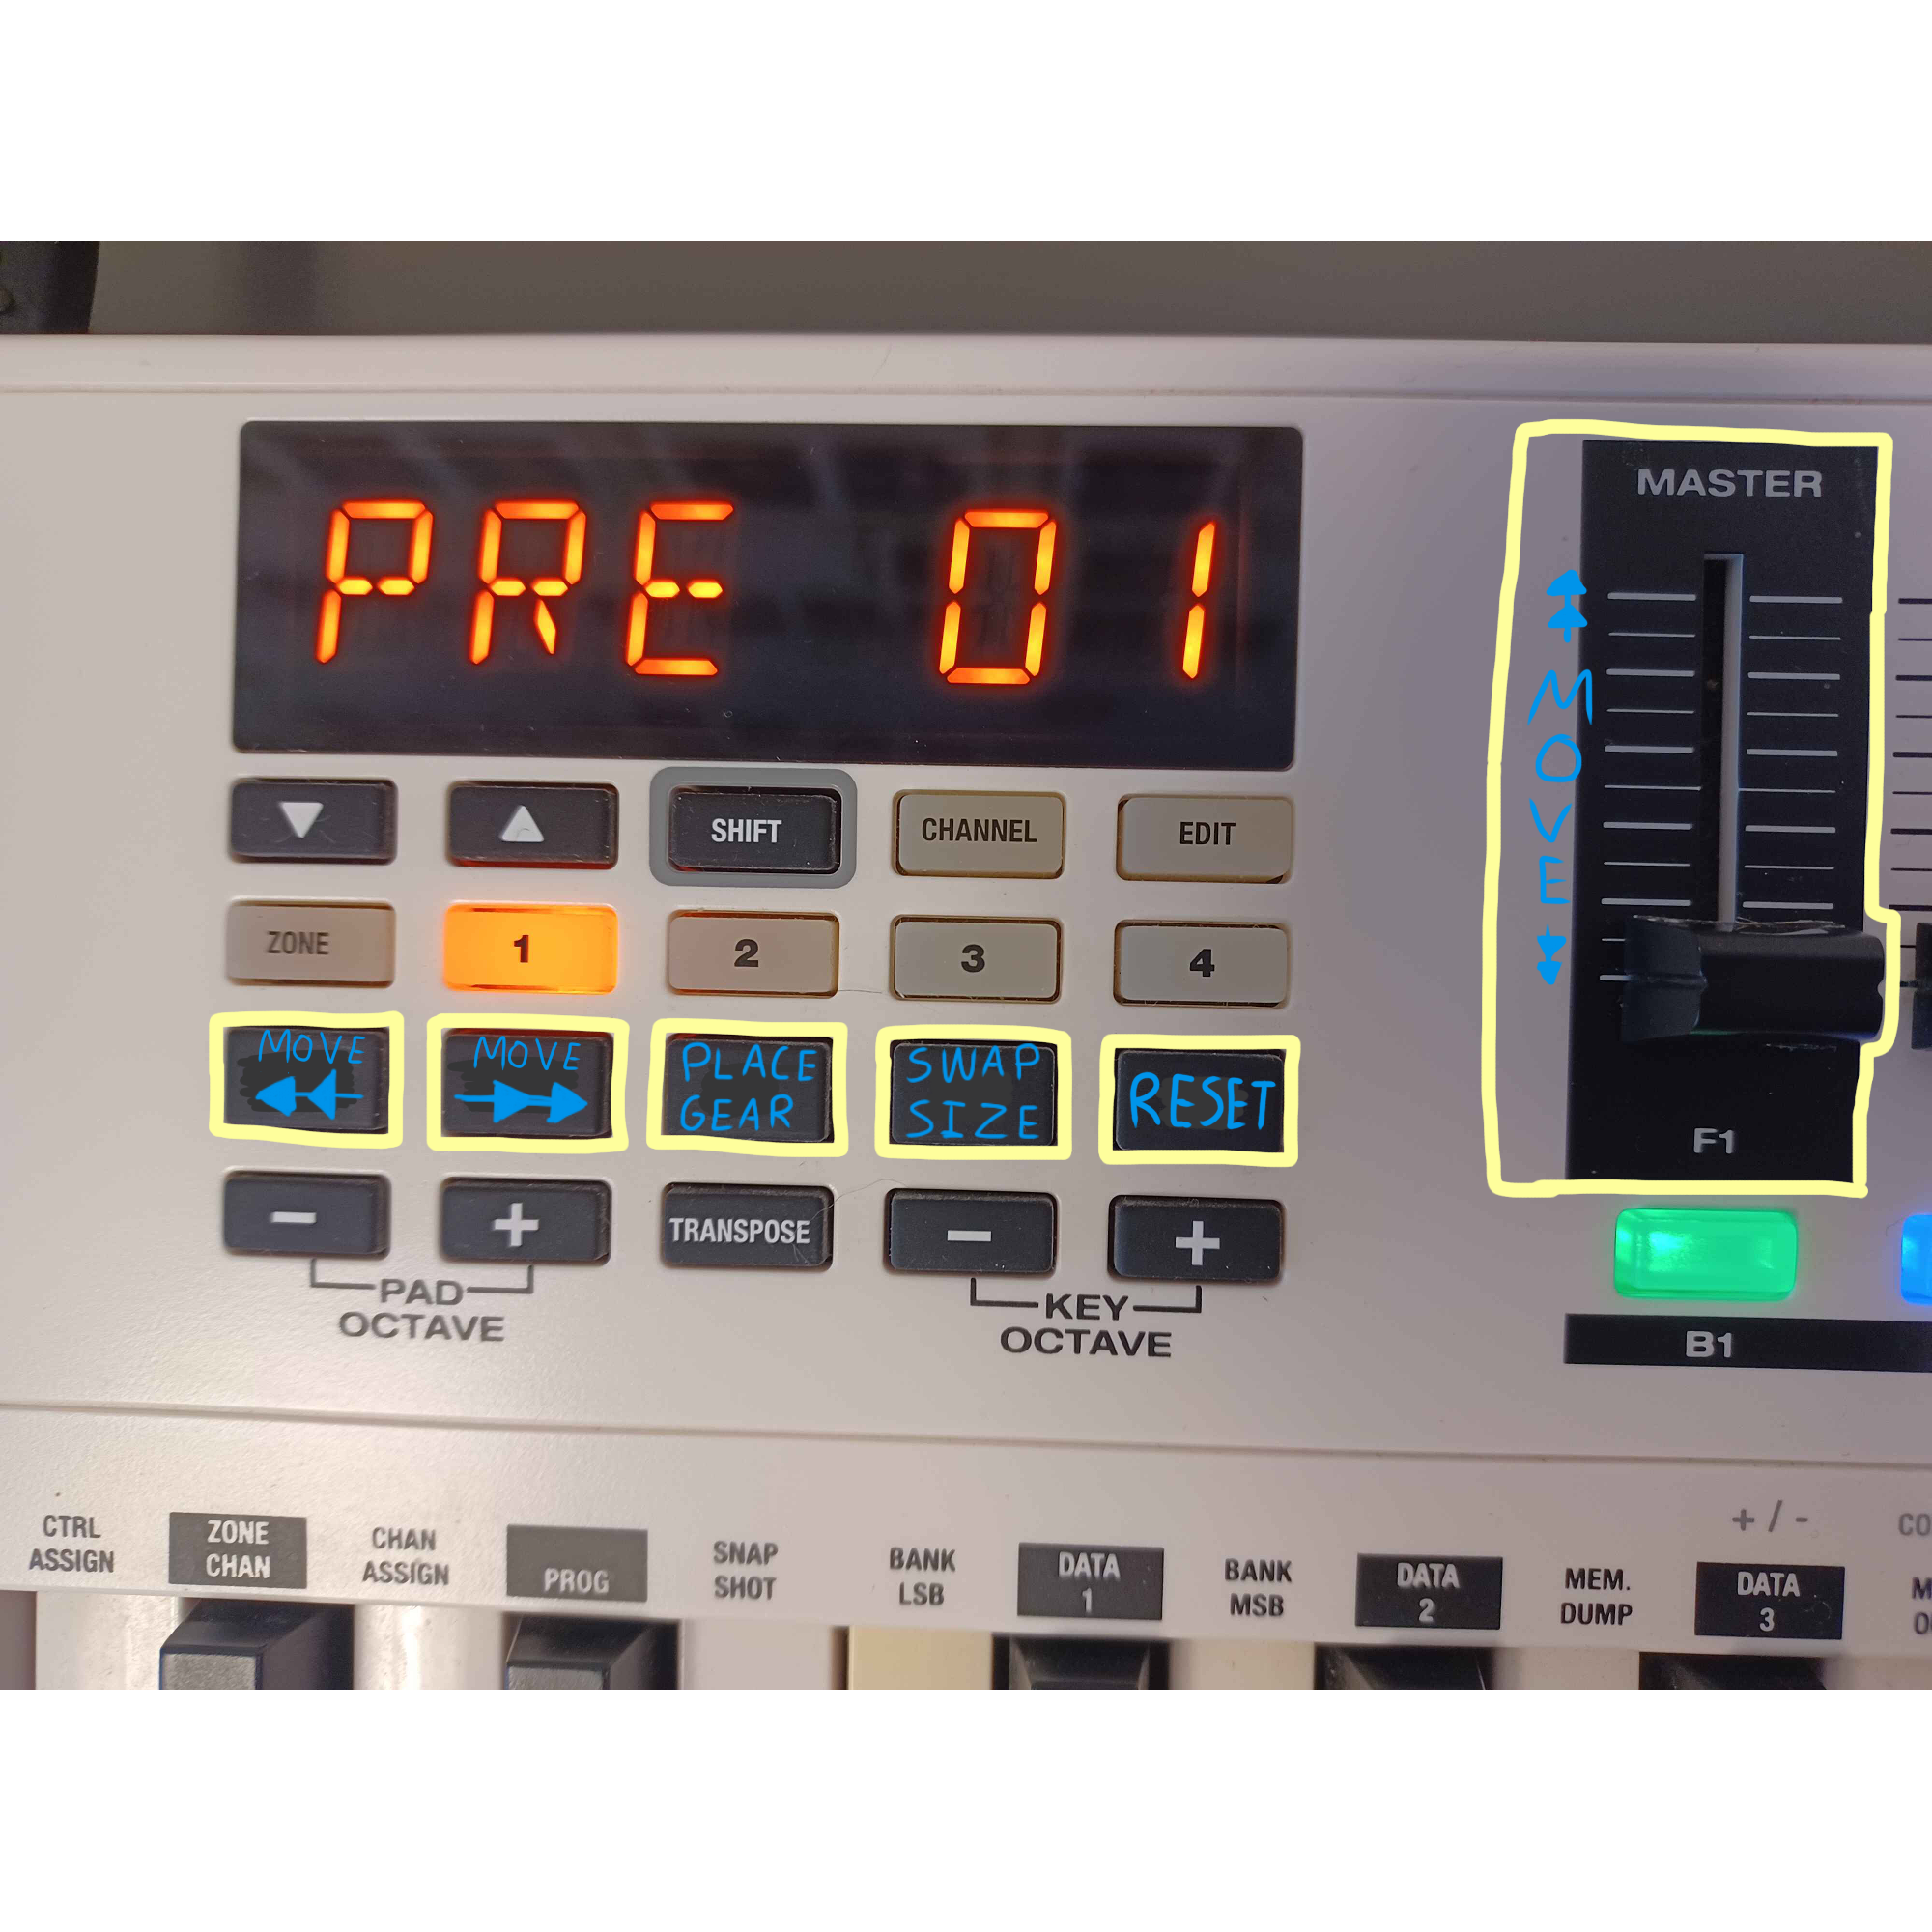 PRE 01
MASTER
SHIFT
CHANNEL
EDIT
ZONE
1
2
3
4
MOVE
MOVE
MOVE
PLACE
GEAR
SWAP
SIZE
RESET
F1
-
+
TRANSPOSE
-
+
PAD
OCTAVE
KEY
OCTAVE
B1
CTRL
ASSIGN
ZONE
CHAN
CHAN
ASSIGN
PROG
SNAP
SHOT
BANK
LSB
DATA
1
BANK
MSB
DATA
2
MEM.
DUMP
+ / -
DATA
3